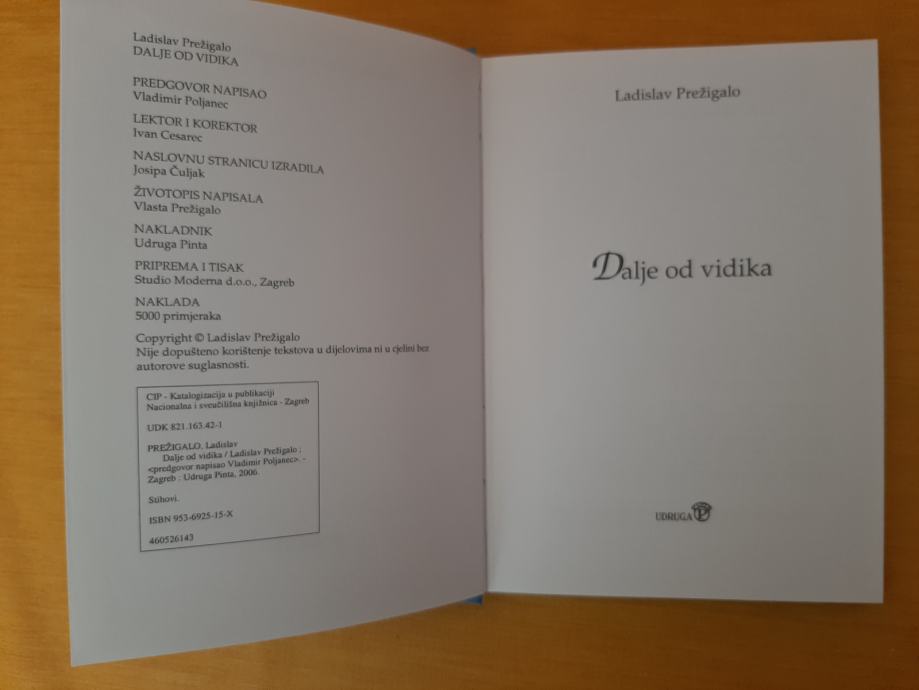 Ladislav Prežigalo
DALJE OD VIDIKA
PREDGOVOR NAPISAO
Vladimir Poljanec
LEKTOR I KOREKTOR
Ivan Cesarec
NASLOVNU STRANICU IZRADILA
Josipa Čuljak
ŽIVOTOPIS NAPISALA
Vlasta Prežigalo
NAKLADNIK
Udruga Pinta
PRIPREMA I TISAK
Studio Moderna d.o.o., Zagreb
NAKLADA
5000 primjeraka
Copyright © Ladislav Prežigalo
Nije dopušteno korištenje tekstova u dijelovima ni u cjelini bez
autorove suglasnosti.
CIP - Katalogizacija u publikaciji
Nacionalna i sveučilišna knjižnica - Zagreb
UDK 821.163.42-1
PREŽIGALO, Ladislav
Dalje od vidika / Ladislav Prežigalo ;
<predgovor napisao Vladimir Poljanec>. -
Zagreb : Udruga Pinta, 2006.
Stihovi.
ISBN 953-6925-15-X
460526143
Ladislav Prežigalo
Dalje od vidika
UDRUGA P